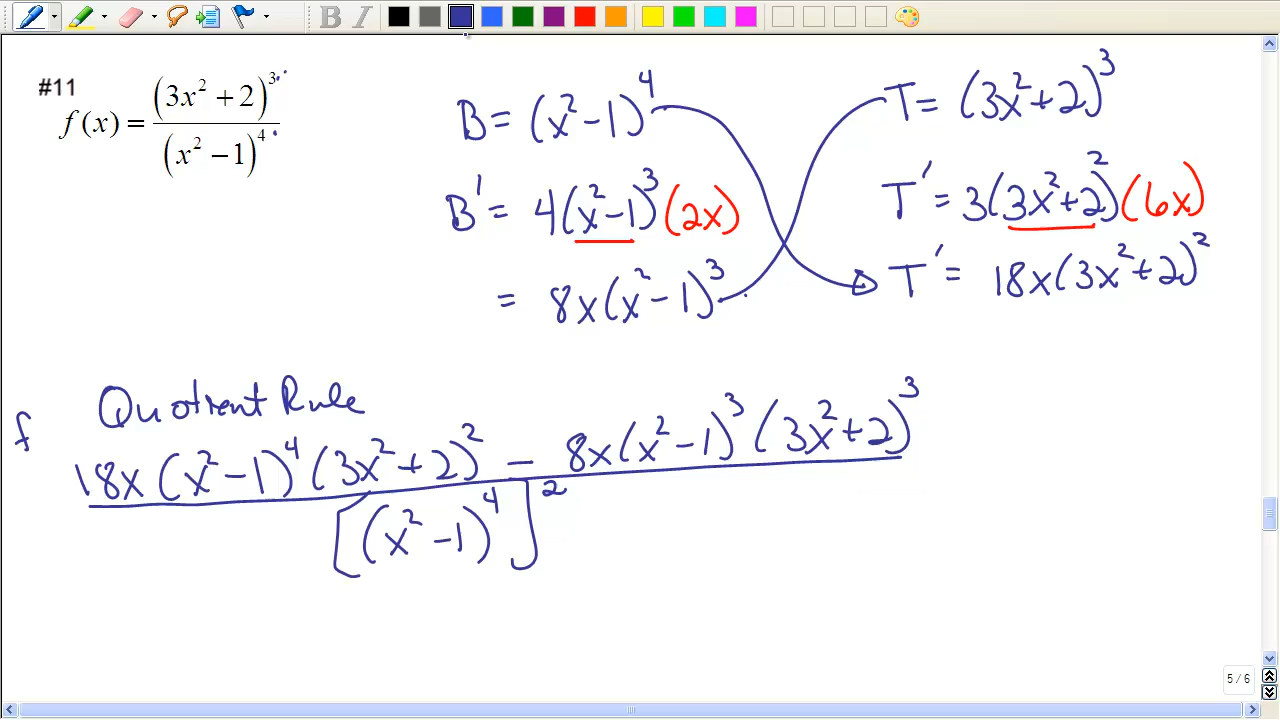 B I
#11
f(x) = (3x² + 2)³ / (x² − 1)⁴
B = (x² − 1)⁴
T = (3x² + 2)³
B' = 4(x² − 1)³(2x)
T' = 3(3x² + 2)²(6x)
= 8x(x² − 1)³
T' = 18x(3x² + 2)²
Quotient Rule
f
18x(x² − 1)⁴(3x² + 2)² − 8x(x² − 1)³(3x² + 2)³
[(x² − 1)⁴]²
5 / 6